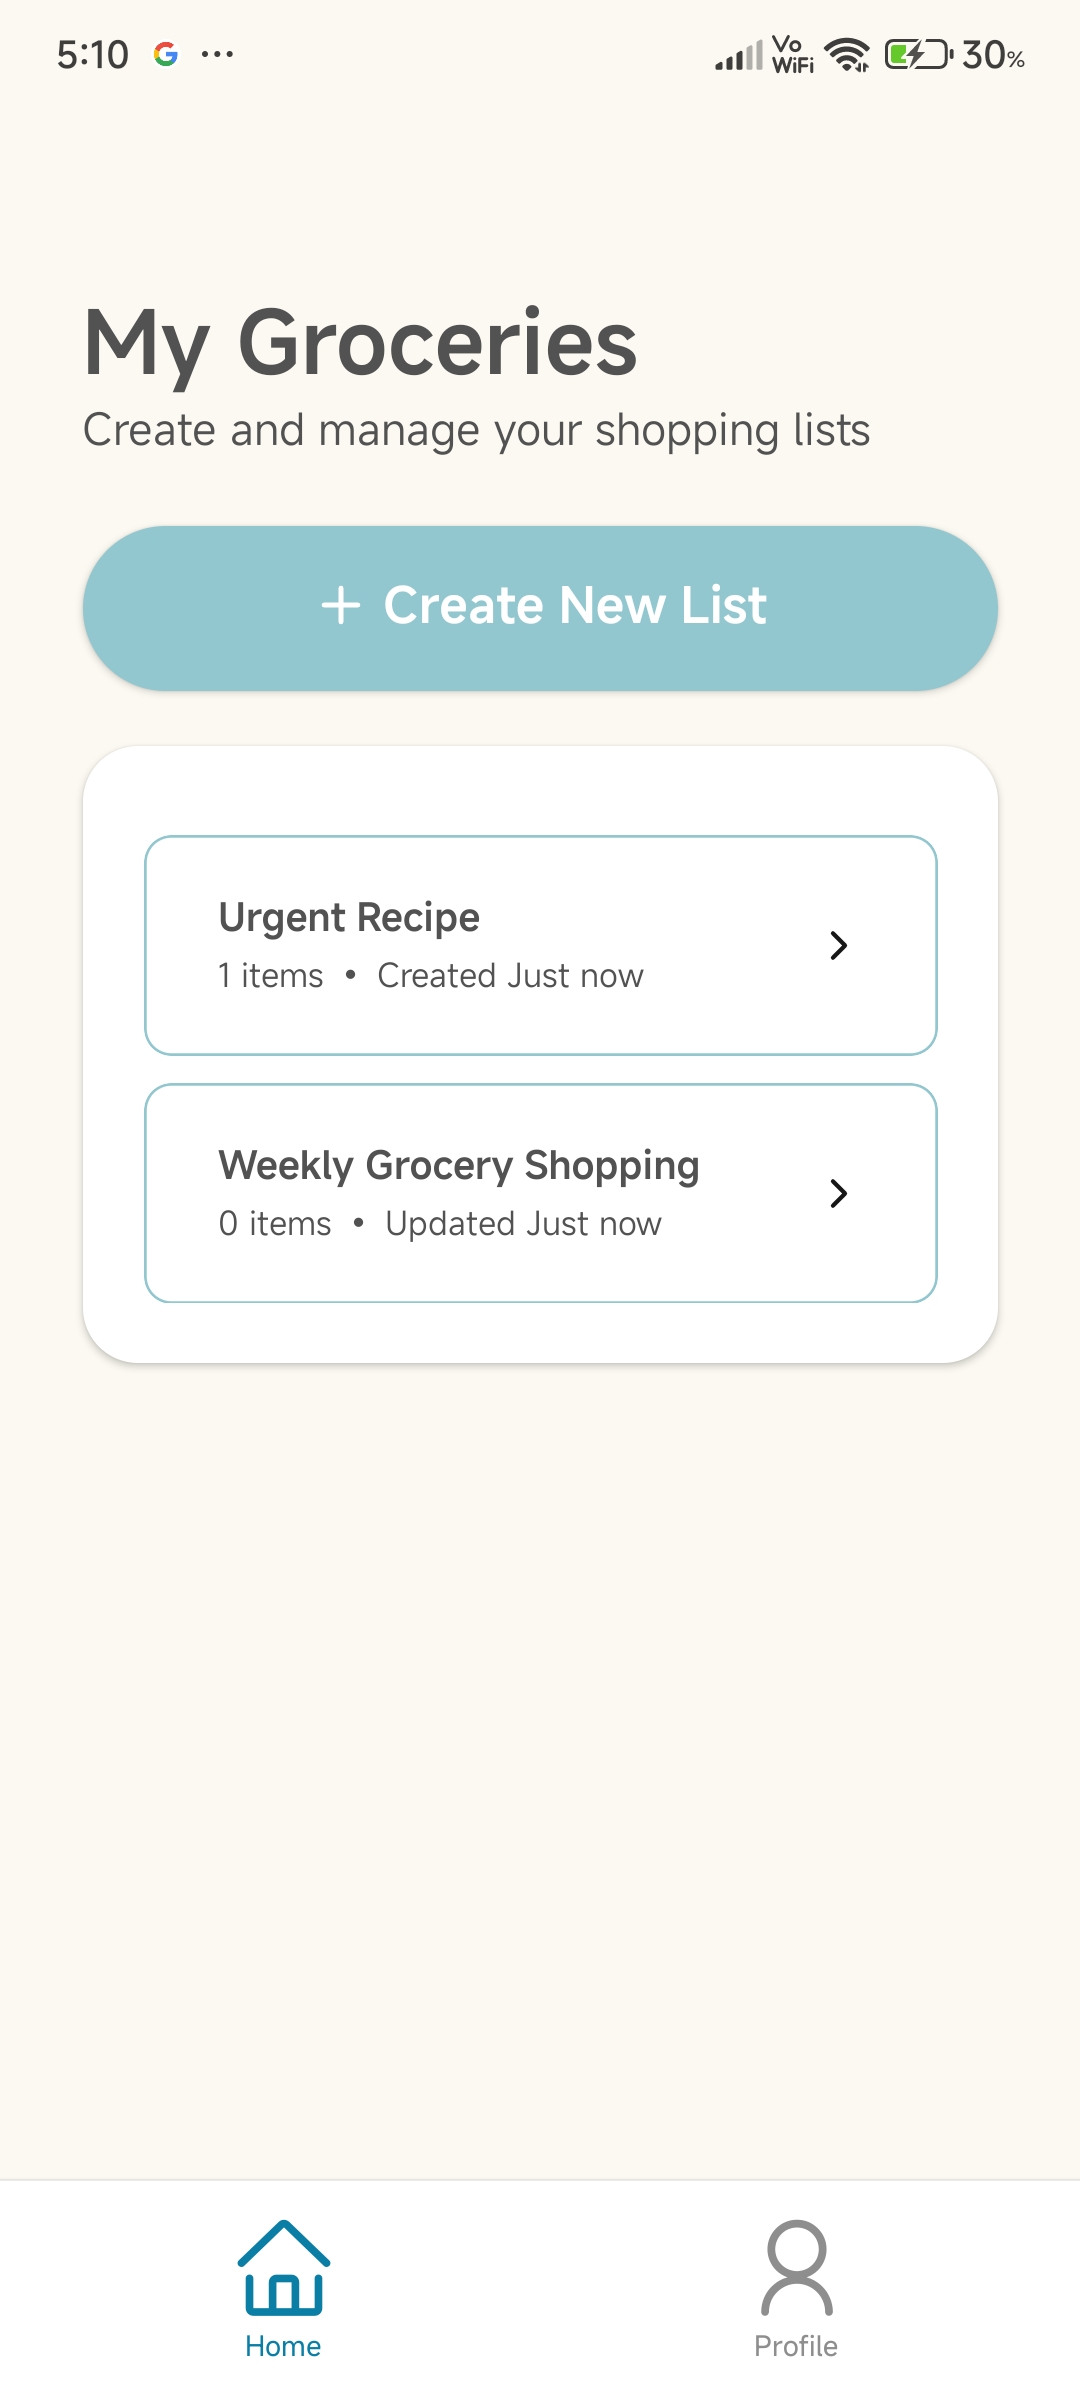 5:10 G ... Vo WiFi 30%
My Groceries
Create and manage your shopping lists
+ Create New List
Urgent Recipe
1 items • Created Just now
Weekly Grocery Shopping
0 items • Updated Just now
Home Profile